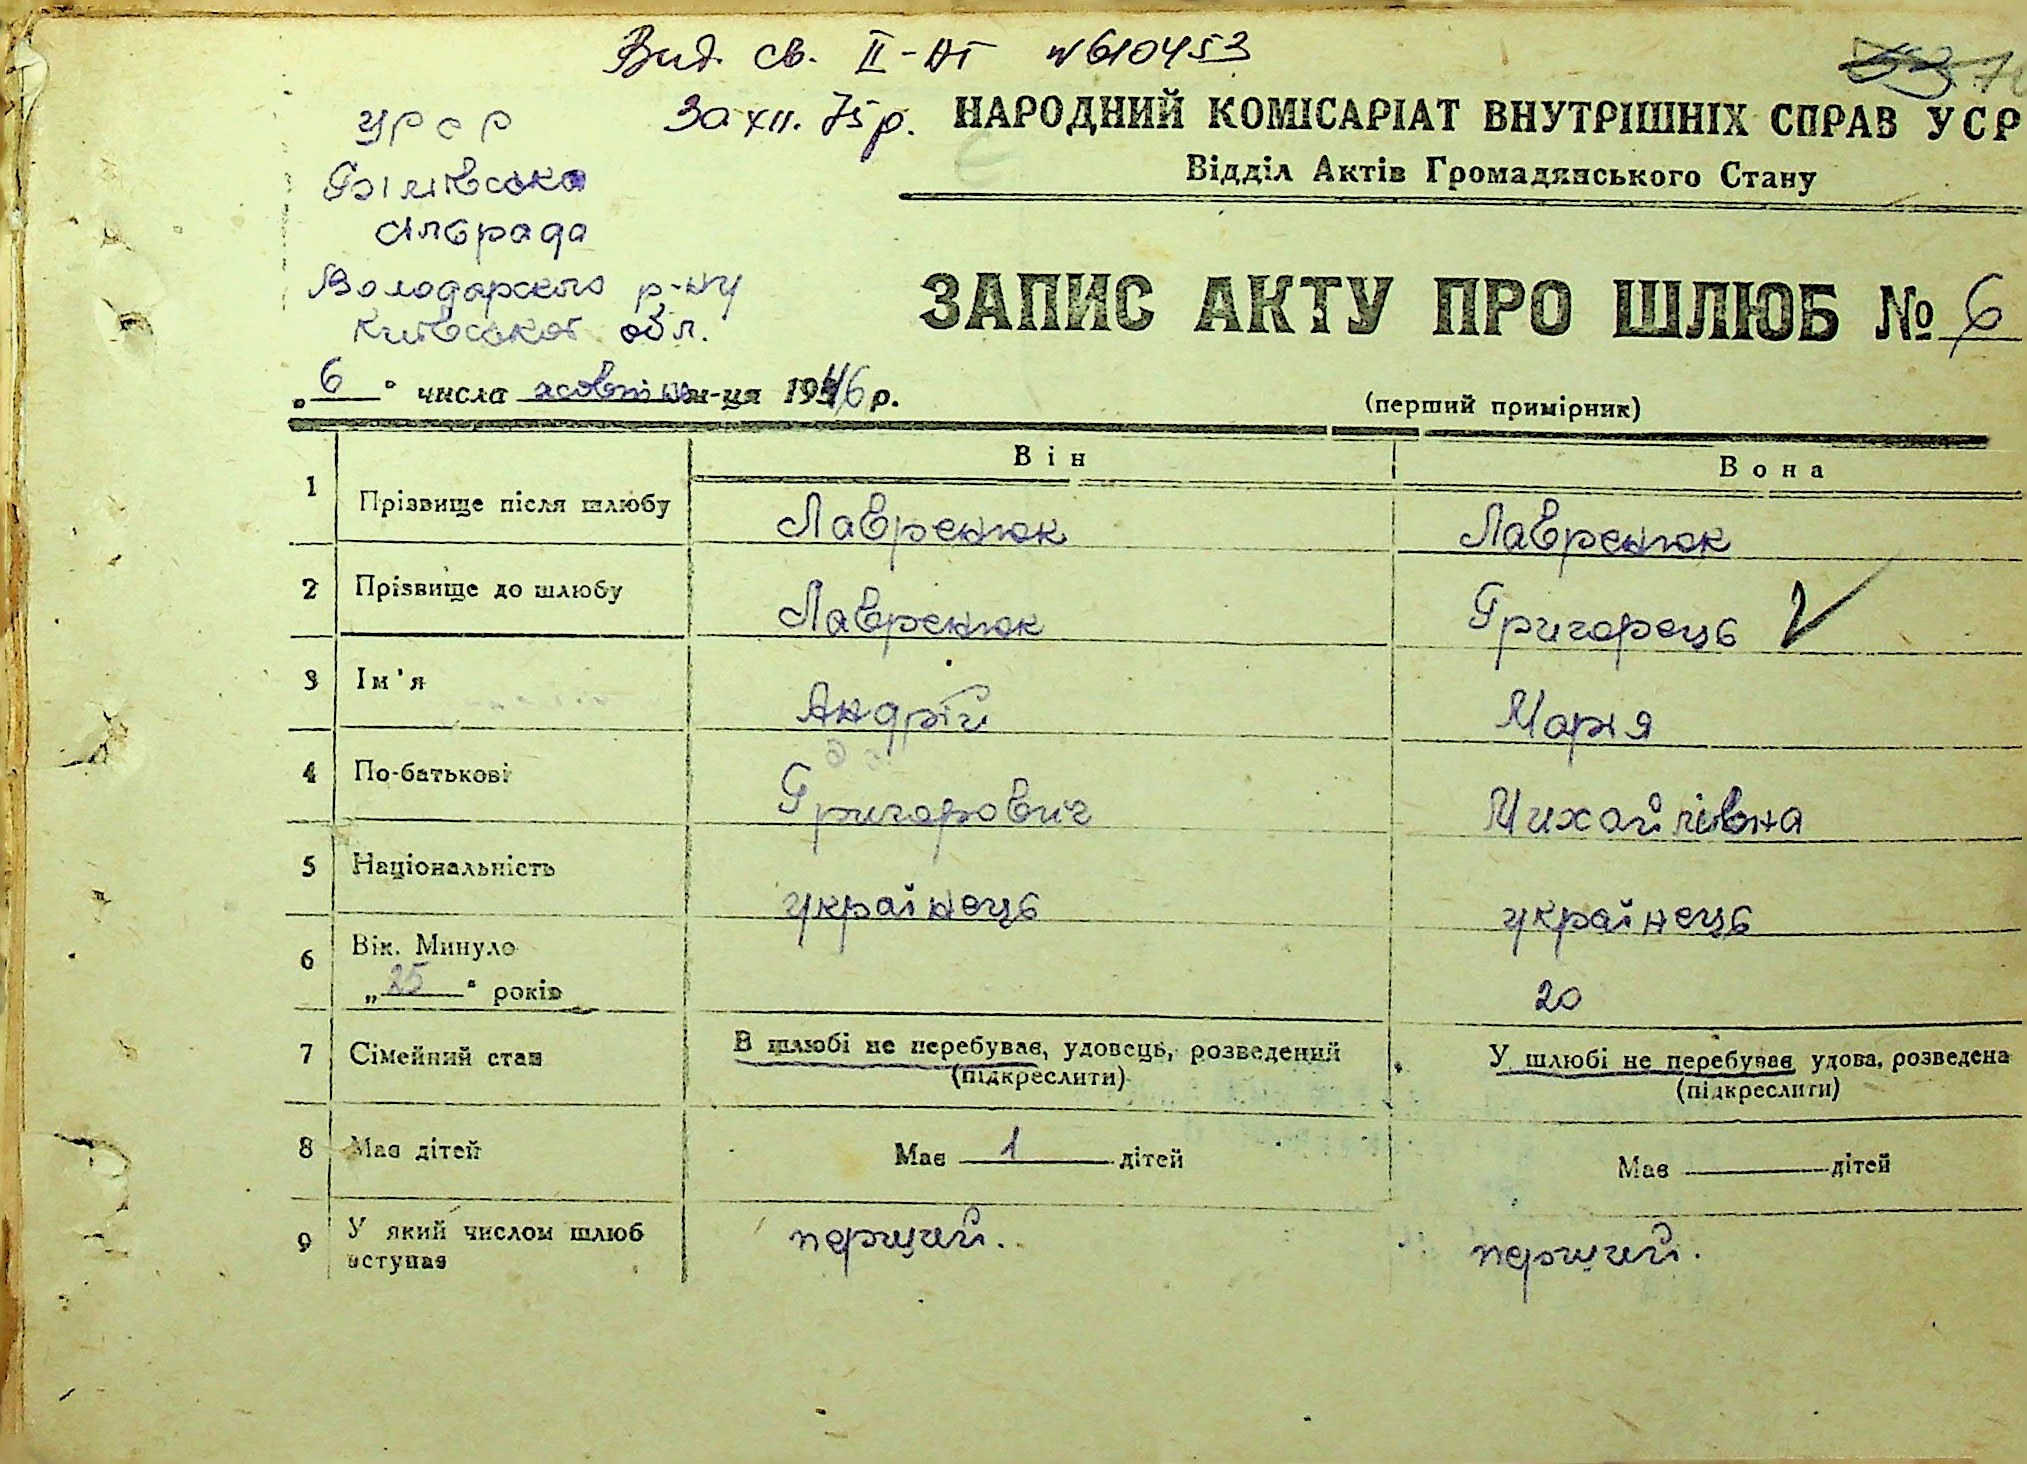 Вид. св. ІІ-НГ №610453
30 XII. 75 р.
УРСР
сільрада
Володарського р-ну
Київської обл.
НАРОДНИЙ КОМІСАРІАТ ВНУТРІШНІХ СПРАВ УСР
Відділ Актів Громадянського Стану
ЗАПИС АКТУ ПРО ШЛЮБ № 6
„6" числа жовтня м-ця 1946 р.
(перший примірник)
Він Вона
1 Прізвище після шлюбу Лавренюк Лавренюк
2 Прізвище до шлюбу Лавренюк Григорець
3 Ім'я Андрій Марія
4 По-батькові Григорович Михайлівна
5 Національність українець українець
6 Вік. Минуло
„25" років 20
7 Сімейний стан В шлюбі не перебував, удовець, розведений У шлюбі не перебував удова, розведена
(підкреслити) (підкреслити)
8 Має дітей Має 1 дітей Має дітей
9 У який числом шлюб перший. перший.
вступає